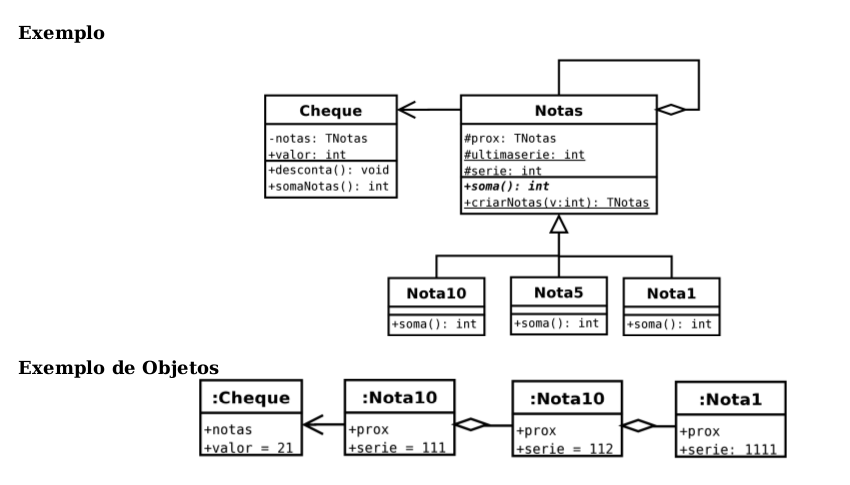 Exemplo
Cheque
-notas: TNotas
+valor: int
+desconta(): void
+somaNotas(): int
Notas
#prox: TNotas
#ultimaserie: int
#serie: int
+soma(): int
+criarNotas(v:int): TNotas
Nota10
+soma(): int
Nota5
+soma(): int
Nota1
+soma(): int
Exemplo de Objetos
:Cheque
+notas
+valor = 21
:Nota10
+prox
+serie = 111
:Nota10
+prox
+serie = 112
:Nota1
+prox
+serie: 1111